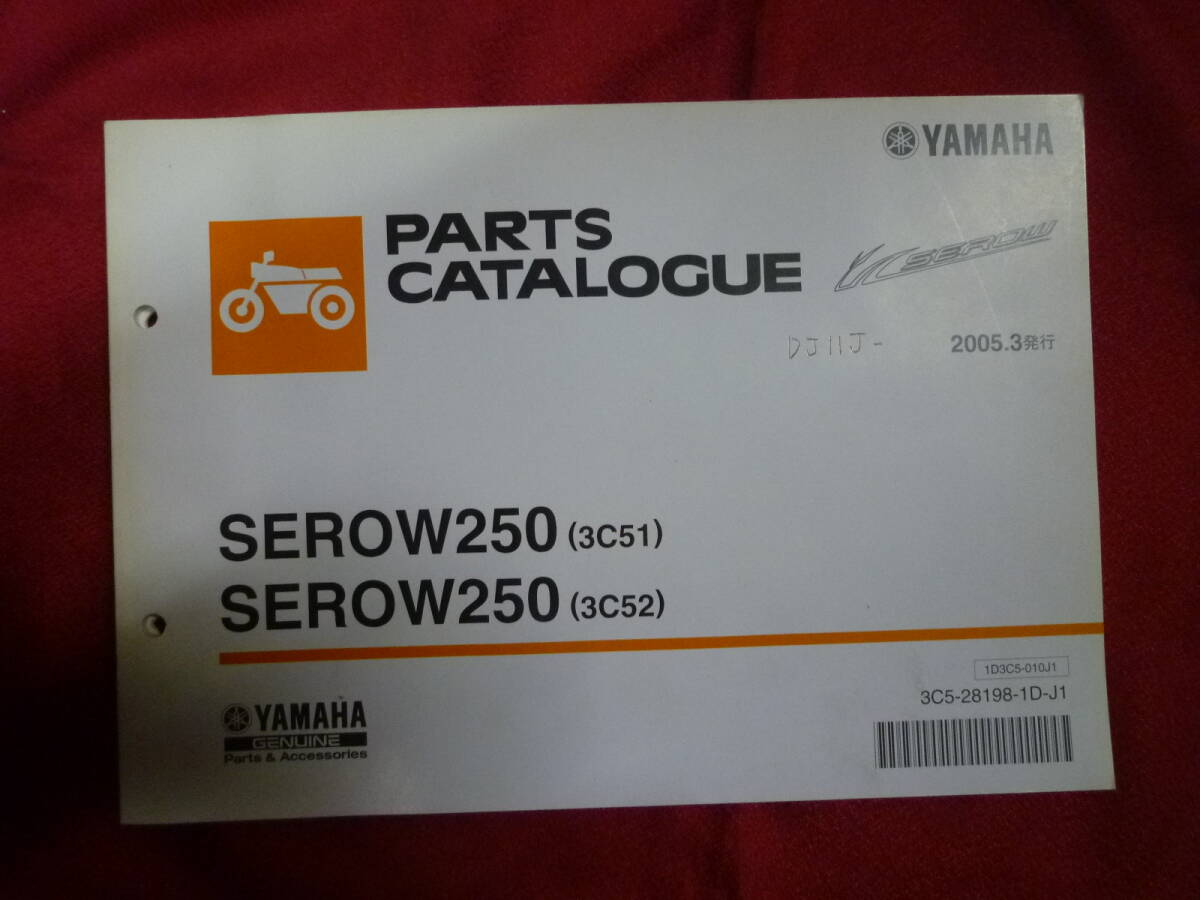 YAMAHA
PARTS
CATALOGUE
SEROW
DJ11J-
2005.3発行
SEROW250 (3C51)
SEROW250 (3C52)
1D3C5-010J1
3C5-28198-1D-J1
YAMAHA
GENUINE
Parts & Accessories